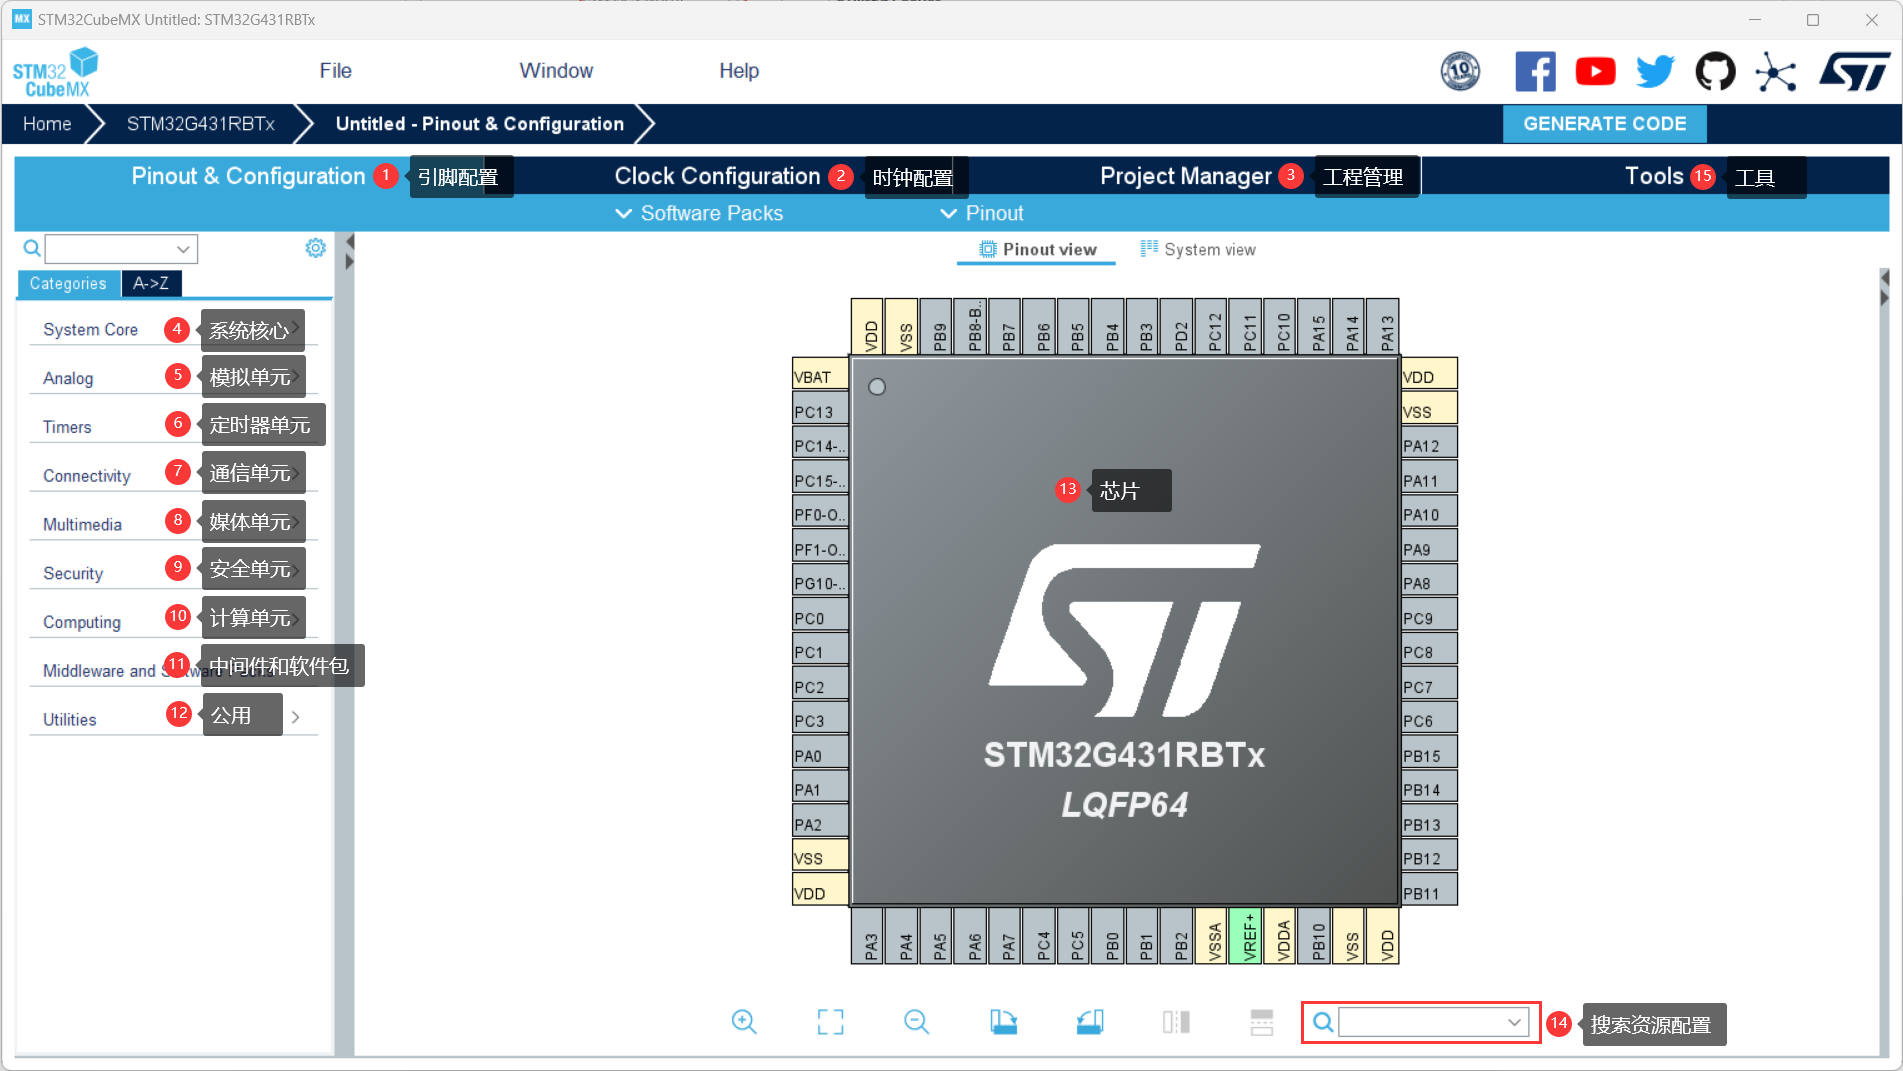 MX STM32CubeMX Untitled: STM32G431RBTx
STM32
CubeMX
File Window Help
10
ST
Home STM32G431RBTx Untitled - Pinout & Configuration GENERATE CODE
Pinout & Configuration 1 引脚配置 Clock Configuration 2 时钟配置 Project Manager 3 工程管理 Tools 15 工具
Software Packs Pinout
Pinout view System view
Categories A->Z
System Core 4 系统核心
Analog 5 模拟单元
Timers 6 定时器单元
Connectivity 7 通信单元
Multimedia 8 媒体单元
Security 9 安全单元
Computing 10 计算单元
Middleware and 11 中间件和软件包
Utilities 12 公用
VDD VSS PB9 PB8-B.. PB7 PB6 PB5 PB4 PB3 PD2 PC12 PC11 PC10 PA15 PA14 PA13
VBAT
PC13
PC14-..
PC15-..
PF0-O..
PF1-O..
PG10-..
PC0
PC1
PC2
PC3
PA0
PA1
PA2
VSS
VDD
13 芯片
ST
STM32G431RBTx
LQFP64
VDD
VSS
PA12
PA11
PA10
PA9
PA8
PC9
PC8
PC7
PC6
PB15
PB14
PB13
PB12
PB11
PA3 PA4 PA5 PA6 PA7 PC4 PC5 PB0 PB1 PB2 VSSA VREF+ VDDA PB10 VSS VDD
14 搜索资源配置